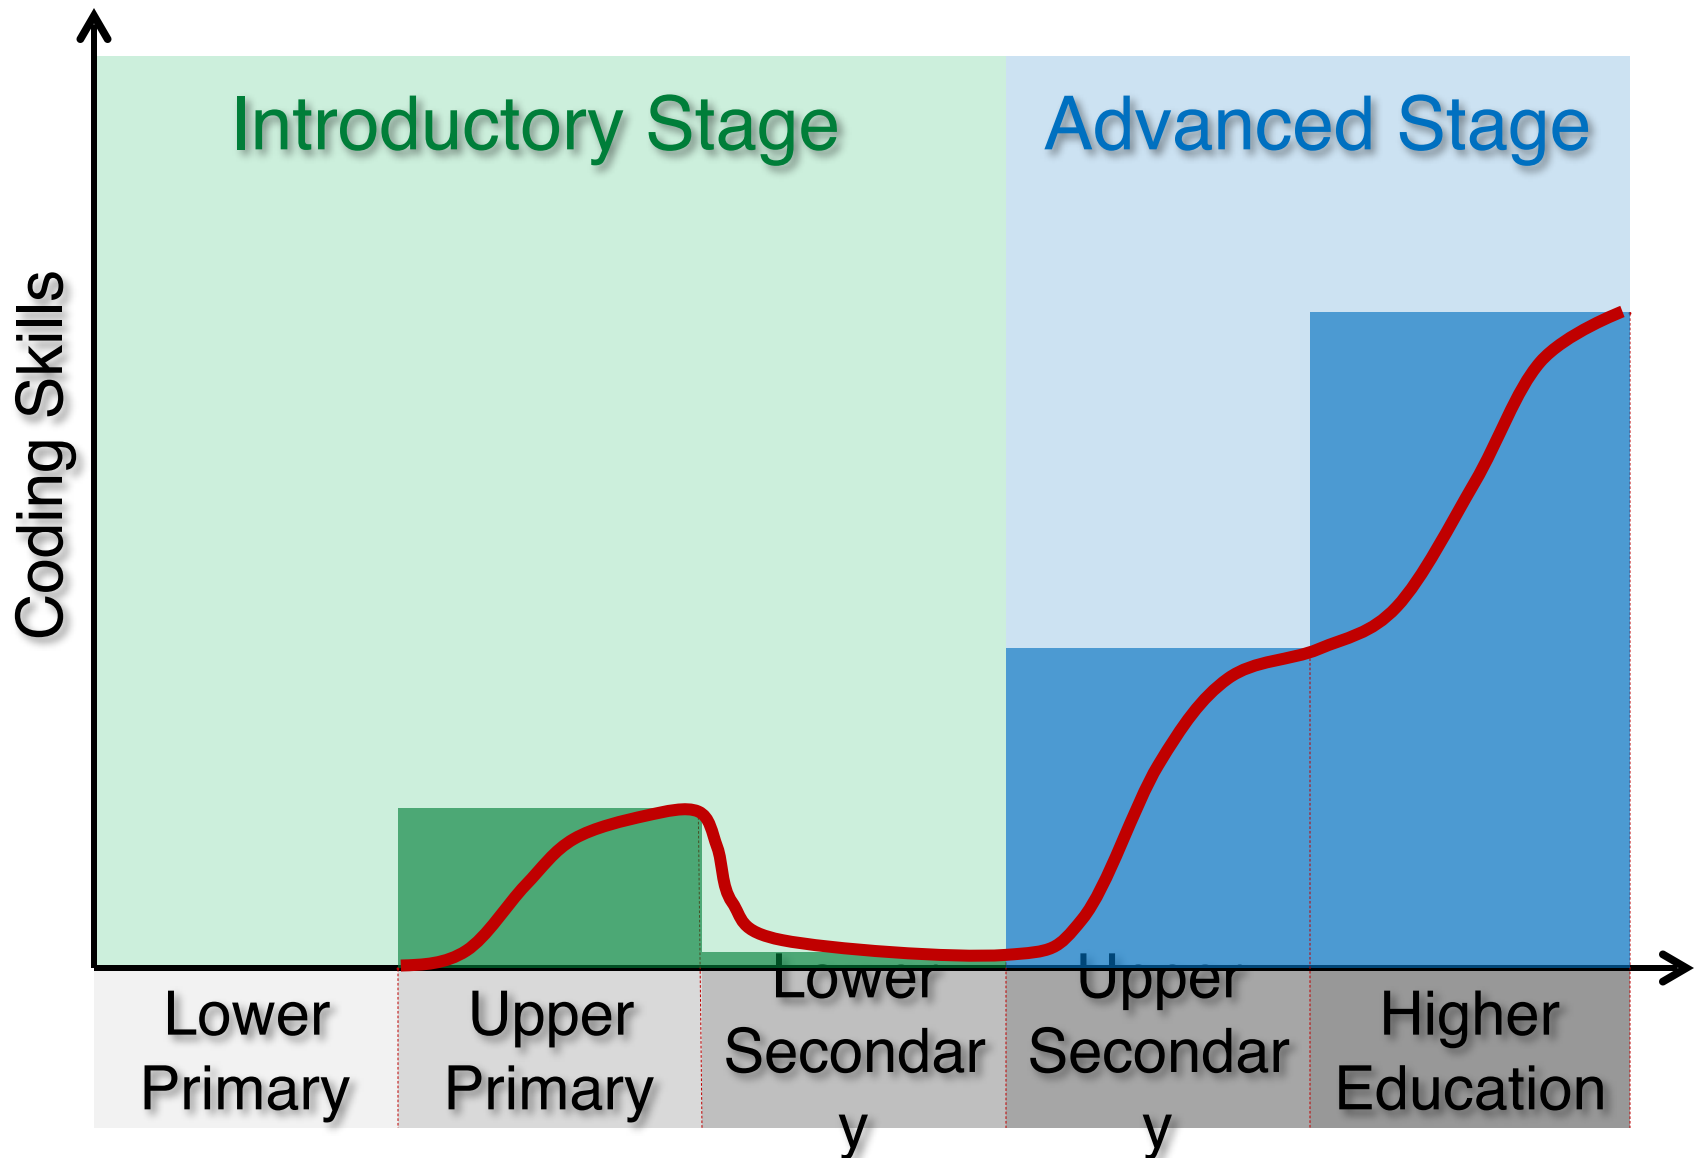 Introductory Stage
Advanced Stage
Coding Skills
Lower
Primary
Upper
Primary
Lower
Secondar
y
Upper
Secondar
y
Higher
Education